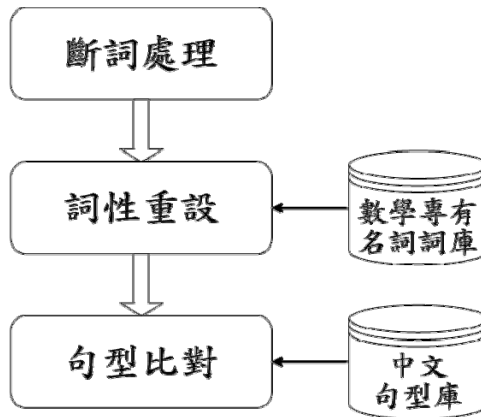 斷詞處理
詞性重設
數學專有
名詞詞庫
句型比對
中文
句型庫